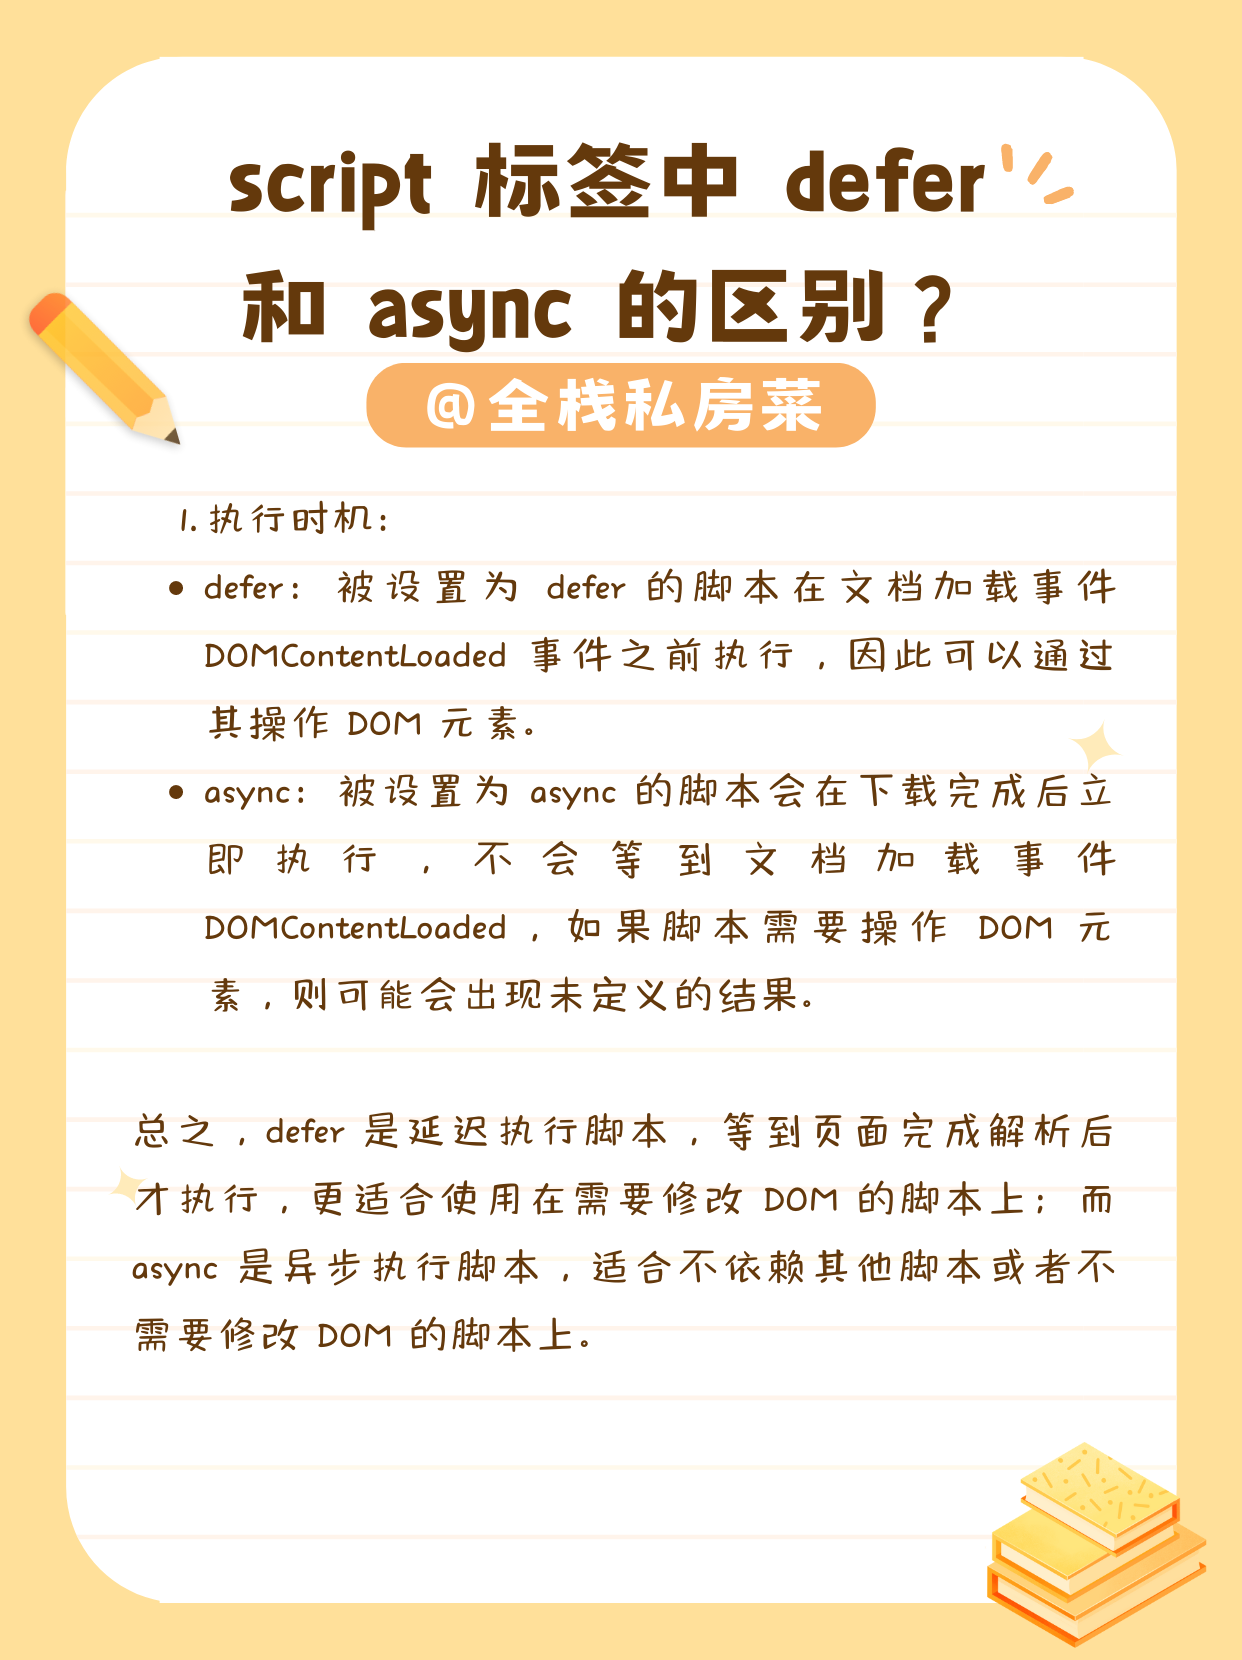 script 标签中 defer
和 async 的区别？
@全栈私房菜
1. 执行时机：
• defer：被设置为 defer 的脚本在文档加载事件
DOMContentLoaded 事件之前执行，因此可以通过
其操作 DOM 元素。
• async：被设置为 async 的脚本会在下载完成后立
即执行，不会等到文档加载事件
DOMContentLoaded，如果脚本需要操作 DOM 元
素，则可能会出现未定义的结果。
总之，defer 是延迟执行脚本，等到页面完成解析后
才执行，更适合使用在需要修改 DOM 的脚本上；而
async 是异步执行脚本，适合不依赖其他脚本或者不
需要修改 DOM 的脚本上。